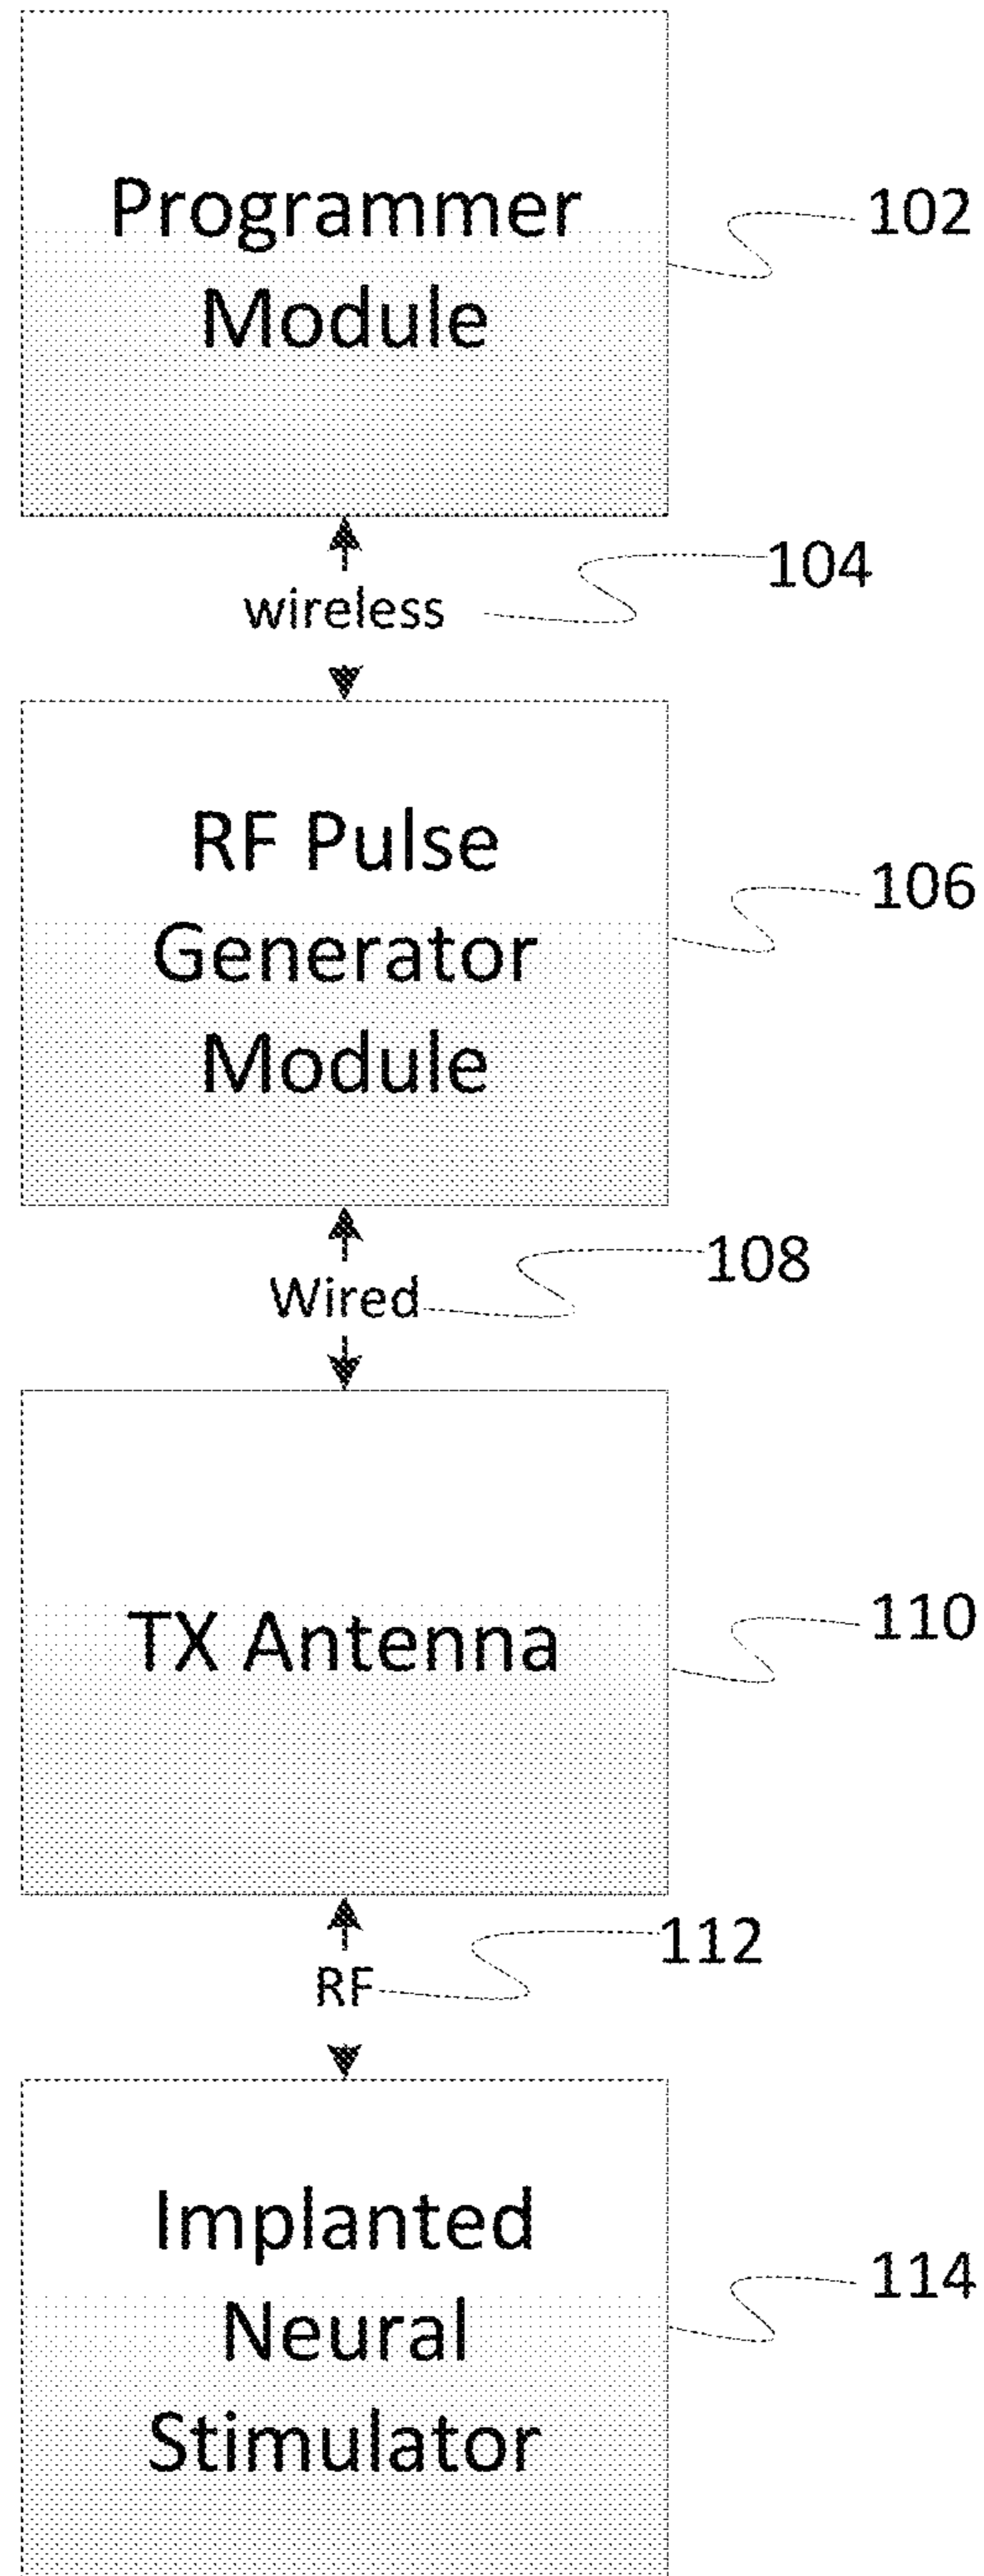 Programmer
Module
102
wireless
104
RF Pulse
Generator
Module
106
Wired
108
TX Antenna
110
RF
112
Implanted
Neural
Stimulator
114